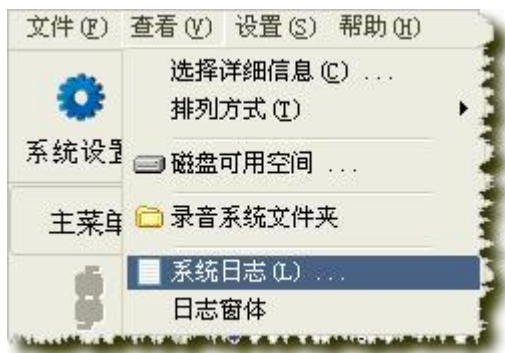 文件(F) 查看(V) 设置(S) 帮助(H)
选择详细信息(C) ...
排列方式(I)
系统设置
磁盘可用空间 ...
主菜单
录音系统文件夹
系统日志(L) ...
日志窗体